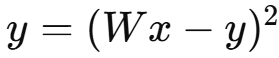 y = (Wx − y)²